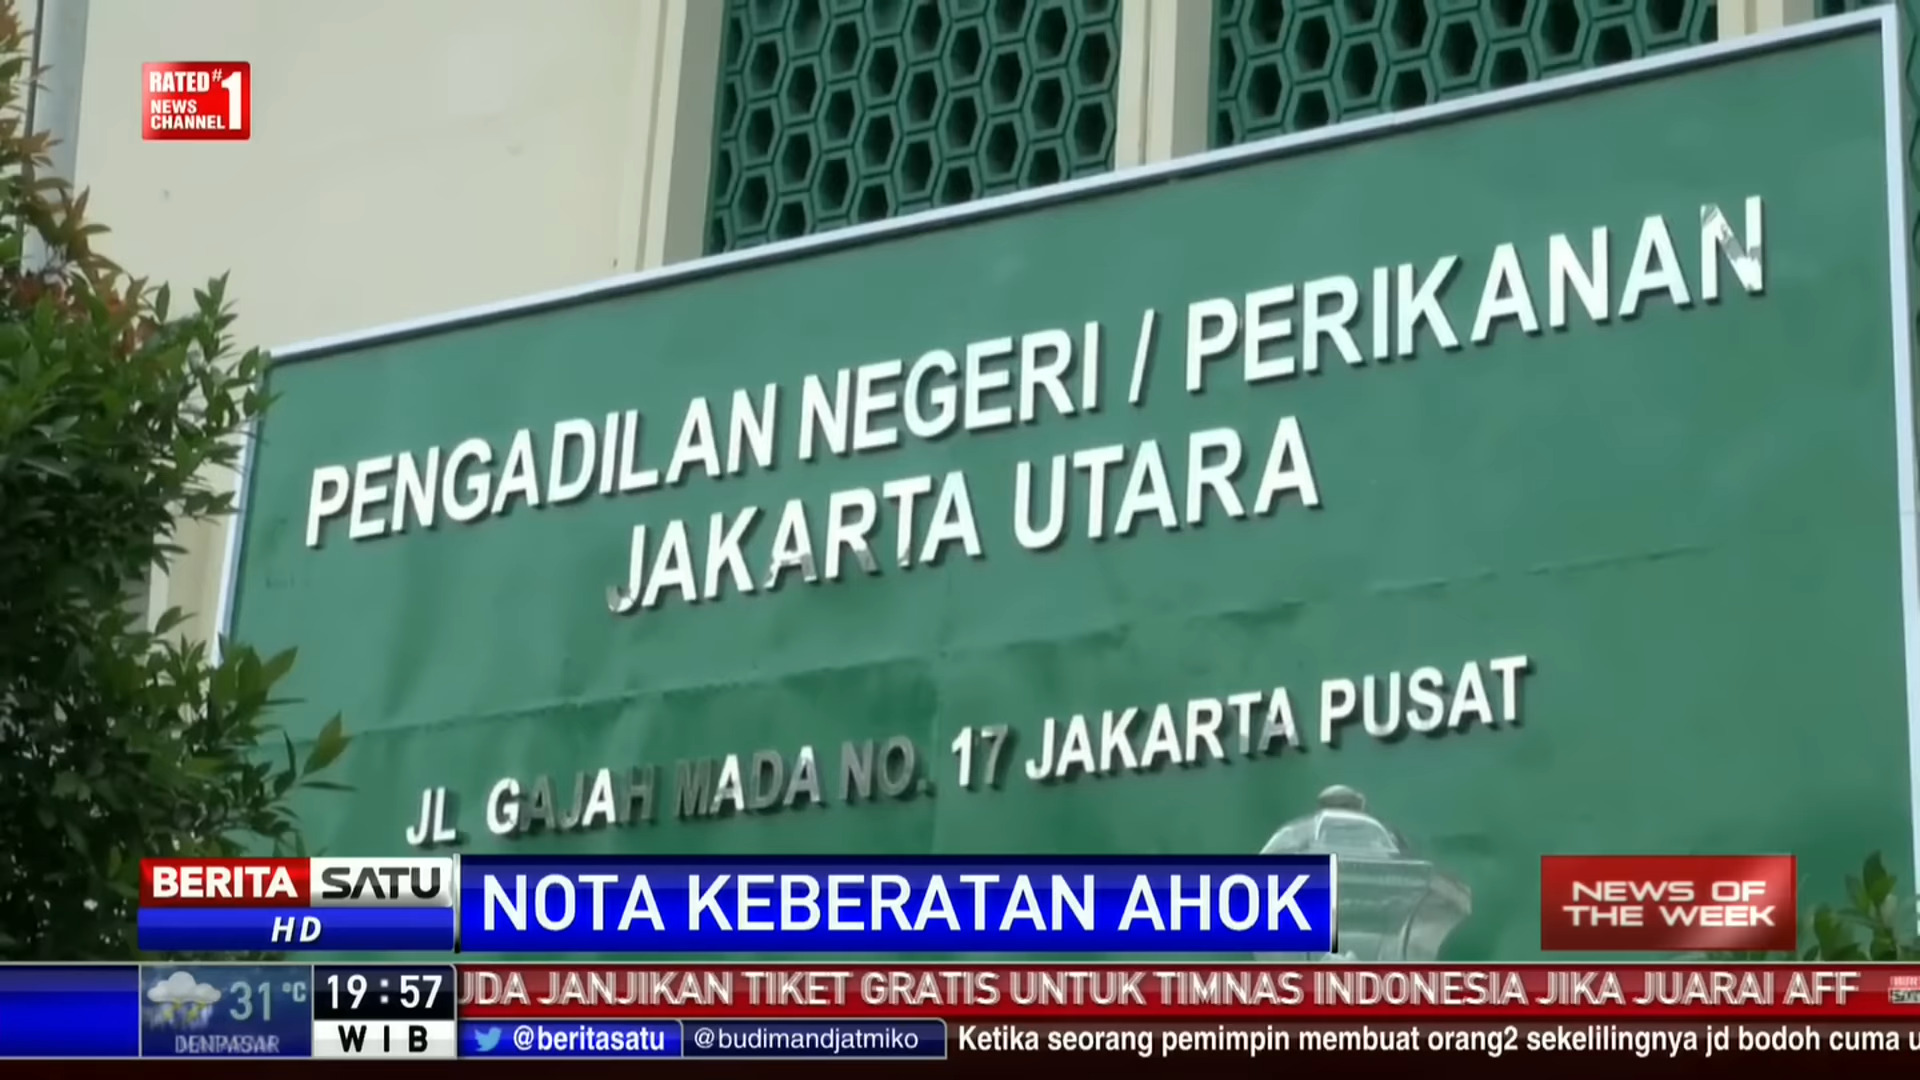 RATED #1
NEWS
CHANNEL
PENGADILAN NEGERI / PERIKANAN
JAKARTA UTARA
JL GAJAH MADA NO. 17 JAKARTA PUSAT
BERITA SATU
HD
NOTA KEBERATAN AHOK
NEWS OF
THE WEEK
31 °C
DENPASAR
19:57
WIB
UDA JANJIKAN TIKET GRATIS UNTUK TIMNAS INDONESIA JIKA JUARAI AFF
@beritasatu
@budimandjatmiko
Ketika seorang pemimpin membuat orang2 sekelilingnya jd bodoh cuma u